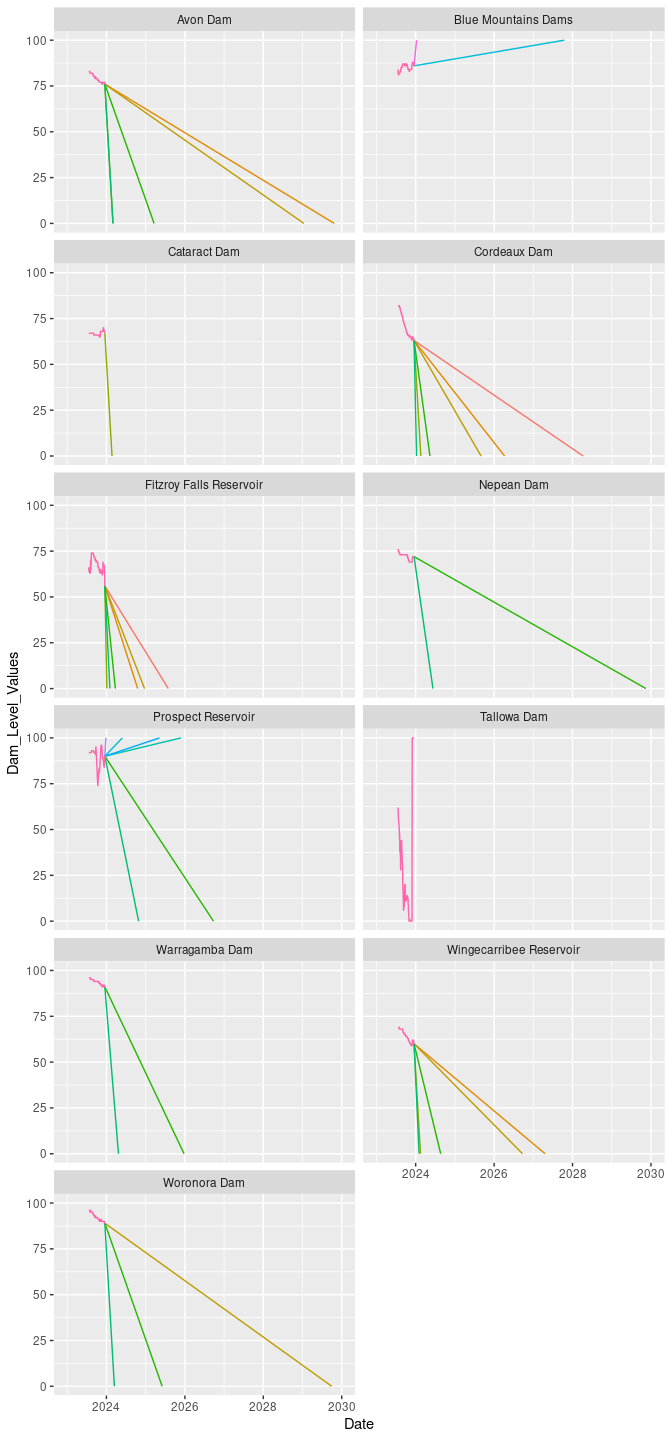 Avon Dam
Blue Mountains Dams
100
75
50
25
0
Cataract Dam
Cordeaux Dam
100
75
50
25
0
Fitzroy Falls Reservoir
Nepean Dam
100
75
50
25
0
Dam_Level_Values
Prospect Reservoir
Tallowa Dam
100
75
50
25
0
Warragamba Dam
Wingecarribee Reservoir
100
75
50
25
0
2024 2026 2028 2030
Woronora Dam
100
75
50
25
0
2024 2026 2028 2030
Date